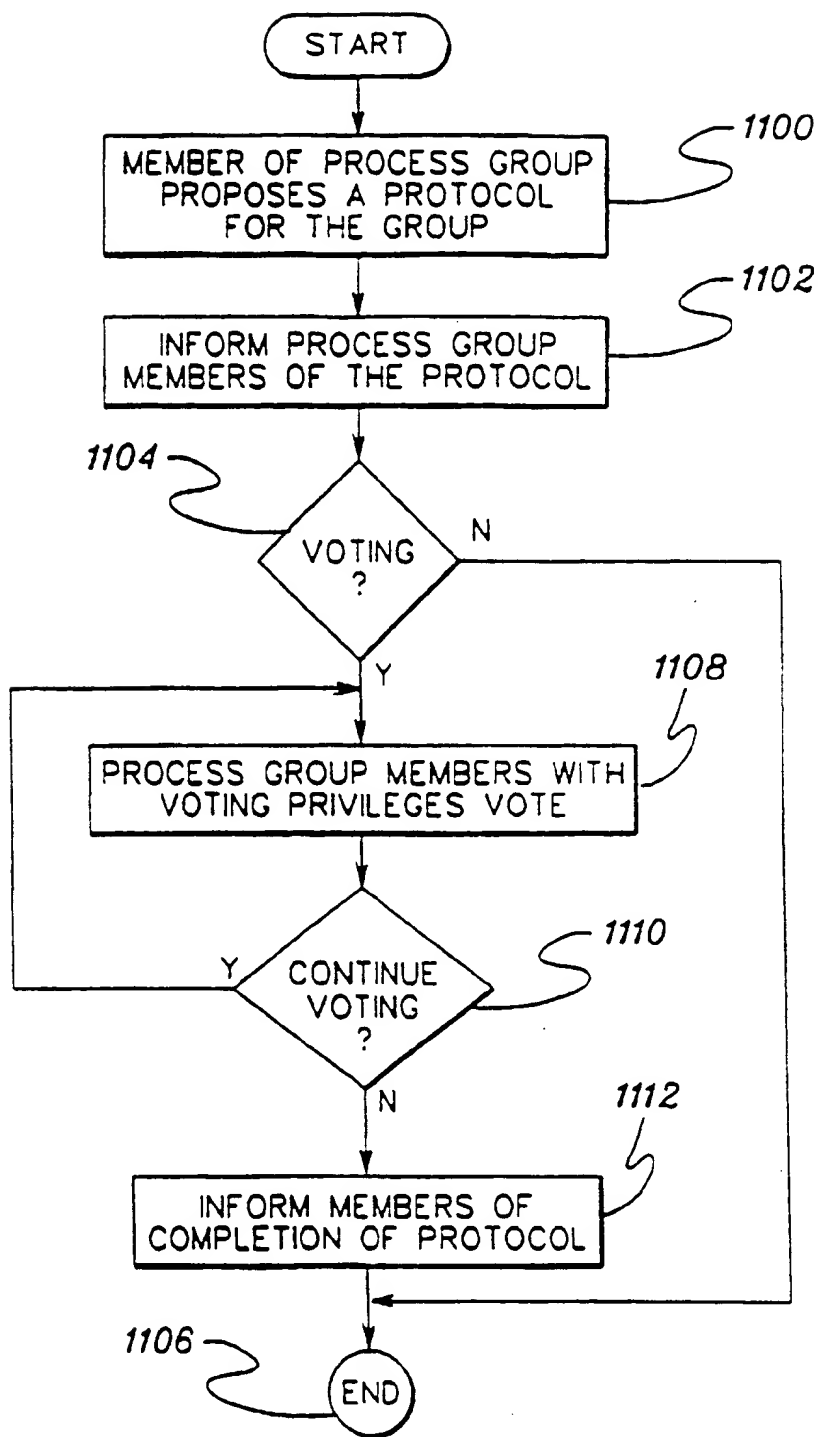 START
MEMBER OF PROCESS GROUP
PROPOSES A PROTOCOL
FOR THE GROUP
1100
INFORM PROCESS GROUP
MEMBERS OF THE PROTOCOL
1102
1104
VOTING
?
N
Y
1108
PROCESS GROUP MEMBERS WITH
VOTING PRIVILEGES VOTE
1110
Y
CONTINUE
VOTING
?
N
1112
INFORM MEMBERS OF
COMPLETION OF PROTOCOL
1106
END